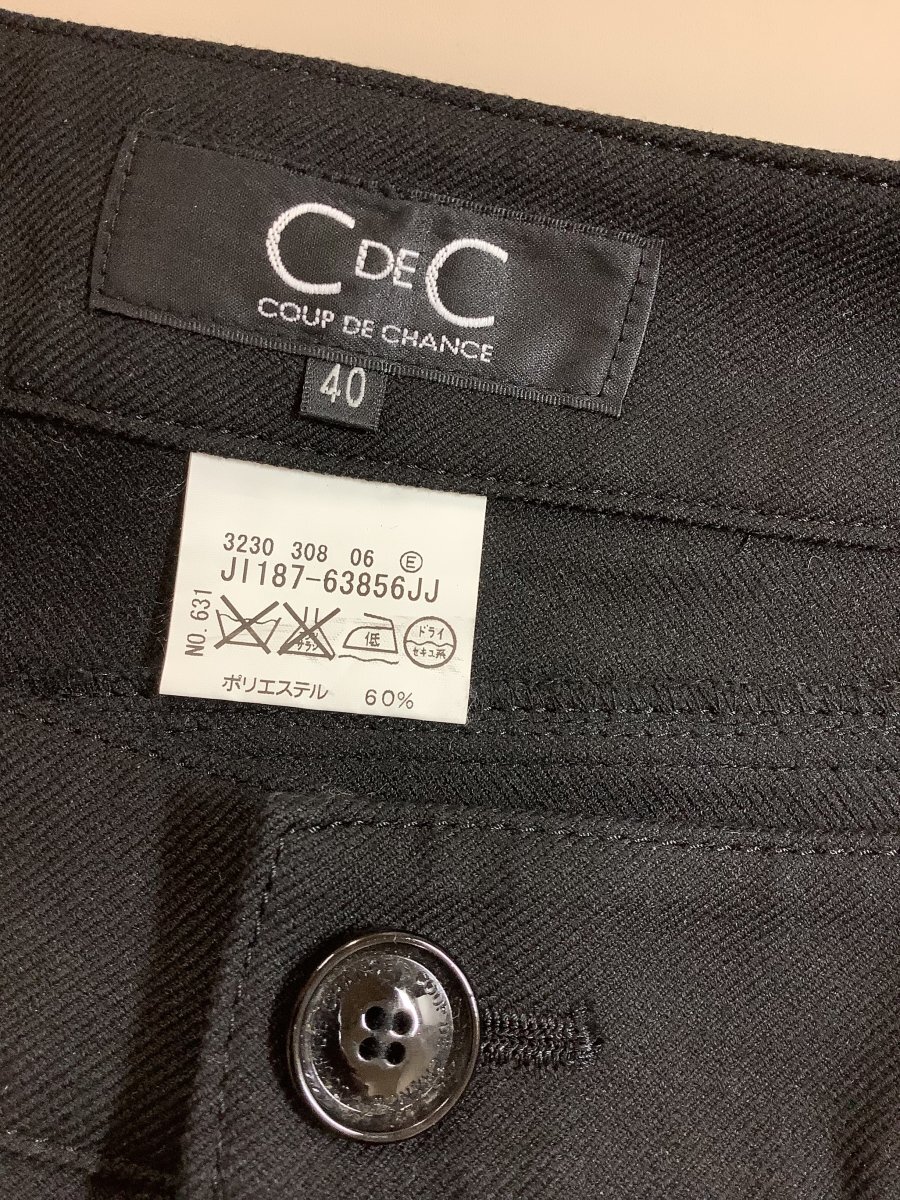 C DE C
COUP DE CHANCE
40
3230 308 06 E
JI187-63856JJ
NO. 631
低
ドライ
セキユ系
ポリエステル 60%